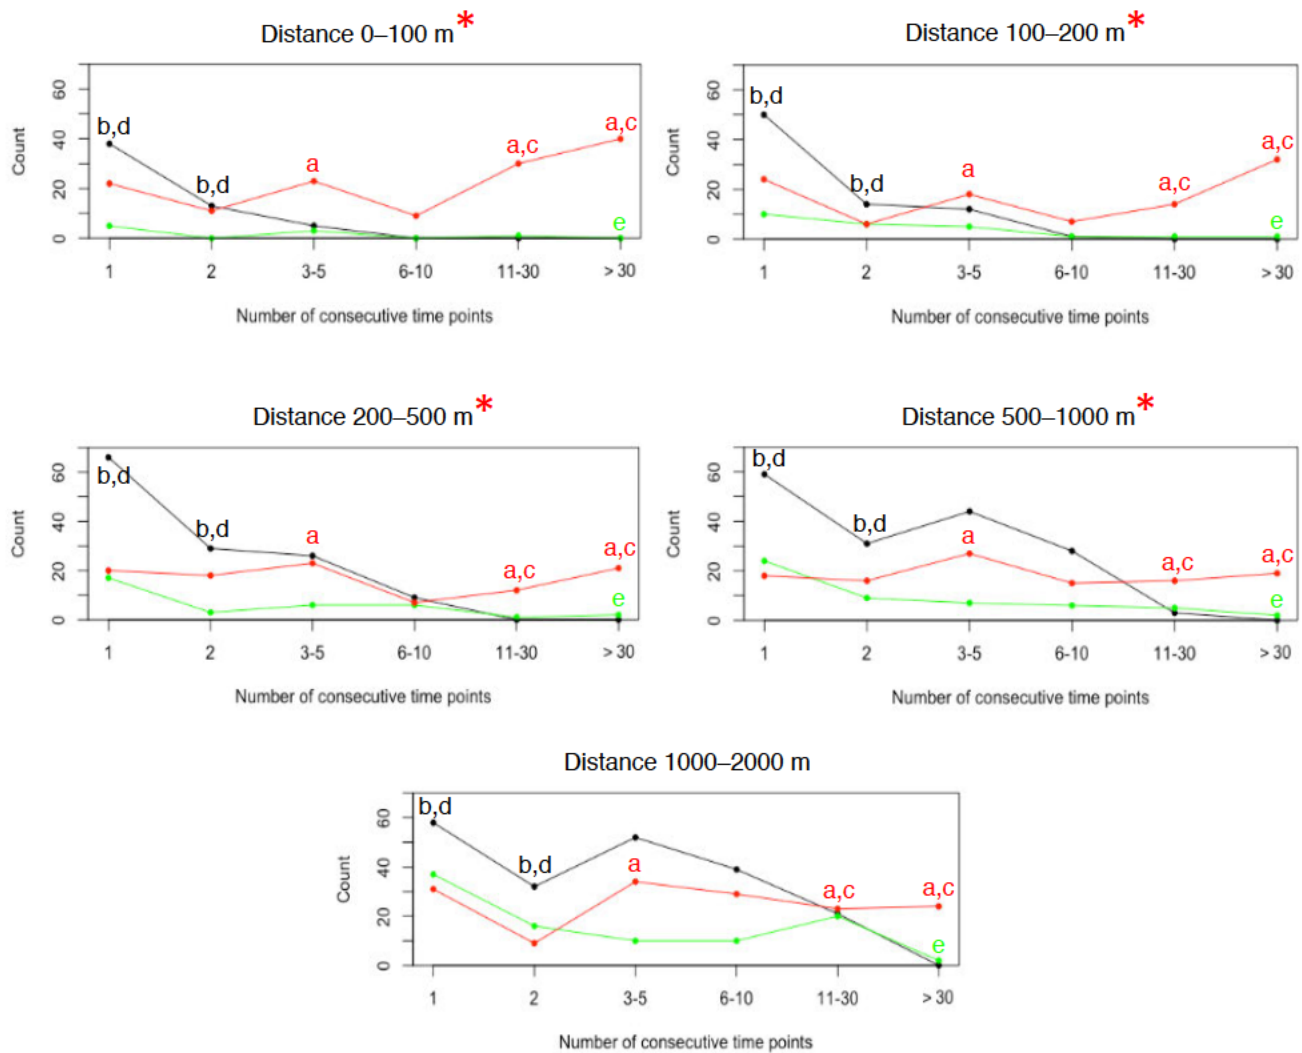 Distance 0–100 m*
Count
60
40
20
0
b,d
b,d
a
a,c
a,c
e
1 2 3-5 6-10 11-30 > 30
Number of consecutive time points
Distance 100–200 m*
Count
60
40
20
0
b,d
b,d
a
a,c
a,c
e
1 2 3-5 6-10 11-30 > 30
Number of consecutive time points
Distance 200–500 m*
Count
60
40
20
0
b,d
b,d
a
a,c
a,c
e
1 2 3-5 6-10 11-30 > 30
Number of consecutive time points
Distance 500–1000 m*
Count
60
40
20
0
b,d
b,d
a
a,c
a,c
e
1 2 3-5 6-10 11-30 > 30
Number of consecutive time points
Distance 1000–2000 m
Count
60
40
20
0
b,d
b,d
a
a,c
a,c
e
1 2 3-5 6-10 11-30 > 30
Number of consecutive time points